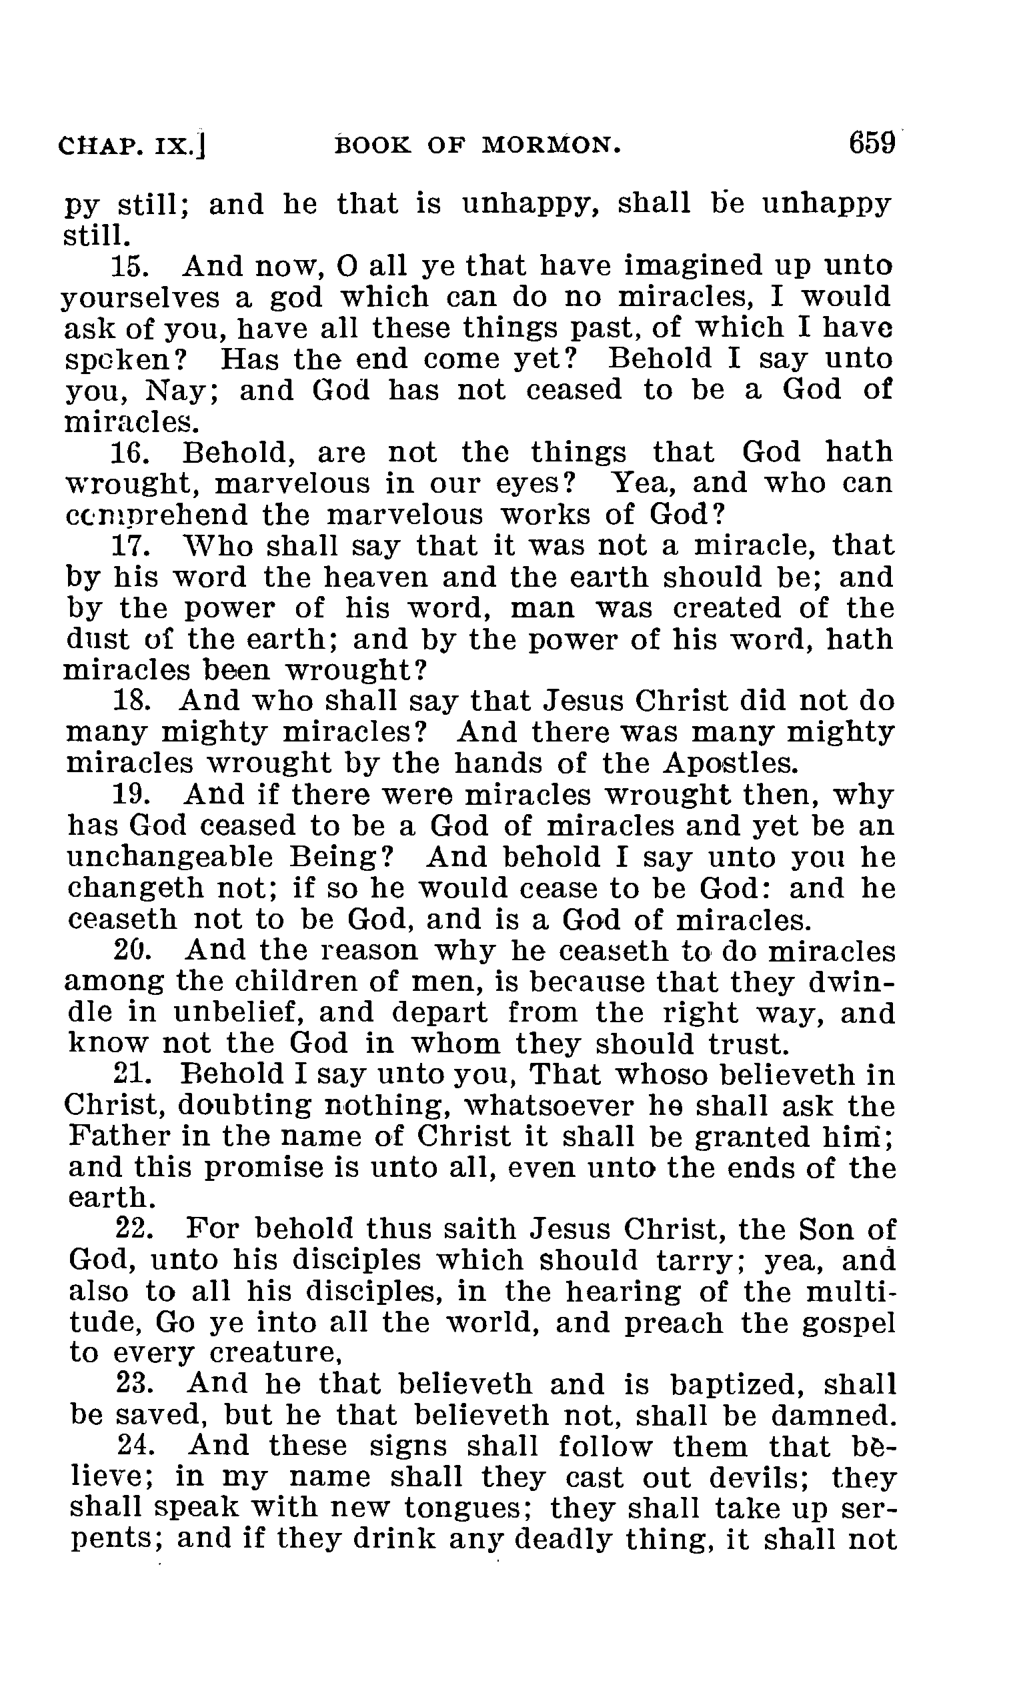 CHAP. IX.] BOOK OF MORMON. 659
py still; and he that is unhappy, shall be unhappy
still.
15. And now, O all ye that have imagined up unto
yourselves a god which can do no miracles, I would
ask of you, have all these things past, of which I have
spoken? Has the end come yet? Behold I say unto
you, Nay; and God has not ceased to be a God of
miracles.
16. Behold, are not the things that God hath
wrought, marvelous in our eyes? Yea, and who can
comprehend the marvelous works of God?
17. Who shall say that it was not a miracle, that
by his word the heaven and the earth should be; and
by the power of his word, man was created of the
dust of the earth; and by the power of his word, hath
miracles been wrought?
18. And who shall say that Jesus Christ did not do
many mighty miracles? And there was many mighty
miracles wrought by the hands of the Apostles.
19. And if there were miracles wrought then, why
has God ceased to be a God of miracles and yet be an
unchangeable Being? And behold I say unto you he
changeth not; if so he would cease to be God: and he
ceaseth not to be God, and is a God of miracles.
20. And the reason why he ceaseth to do miracles
among the children of men, is because that they dwin-
dle in unbelief, and depart from the right way, and
know not the God in whom they should trust.
21. Behold I say unto you, That whoso believeth in
Christ, doubting nothing, whatsoever he shall ask the
Father in the name of Christ it shall be granted him;
and this promise is unto all, even unto the ends of the
earth.
22. For behold thus saith Jesus Christ, the Son of
God, unto his disciples which should tarry; yea, and
also to all his disciples, in the hearing of the multi-
tude, Go ye into all the world, and preach the gospel
to every creature,
23. And he that believeth and is baptized, shall
be saved, but he that believeth not, shall be damned.
24. And these signs shall follow them that be-
lieve; in my name shall they cast out devils; they
shall speak with new tongues; they shall take up ser-
pents; and if they drink any deadly thing, it shall not